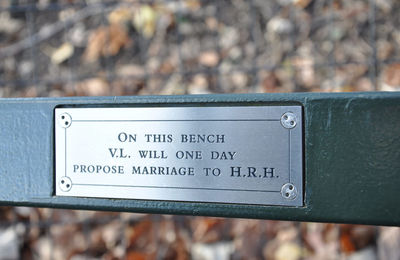 On this bench
V.L. will one day
propose marriage to H.R.H.